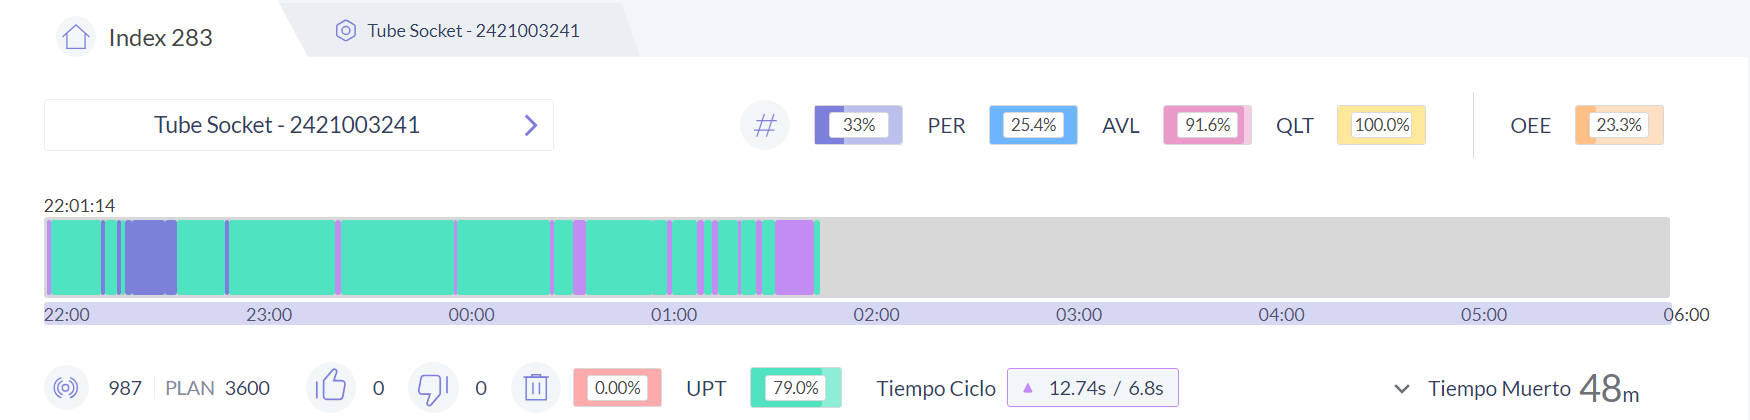 Index 283
Tube Socket - 2421003241
Tube Socket - 2421003241
# 33% PER 25.4% AVL 91.6% QLT 100.0% OEE 23.3%
22:01:14
22:00 23:00 00:00 01:00 02:00 03:00 04:00 05:00 06:00
987 PLAN 3600 0 0 0.00% UPT 79.0% Tiempo Ciclo 12.74s / 6.8s Tiempo Muerto 48m